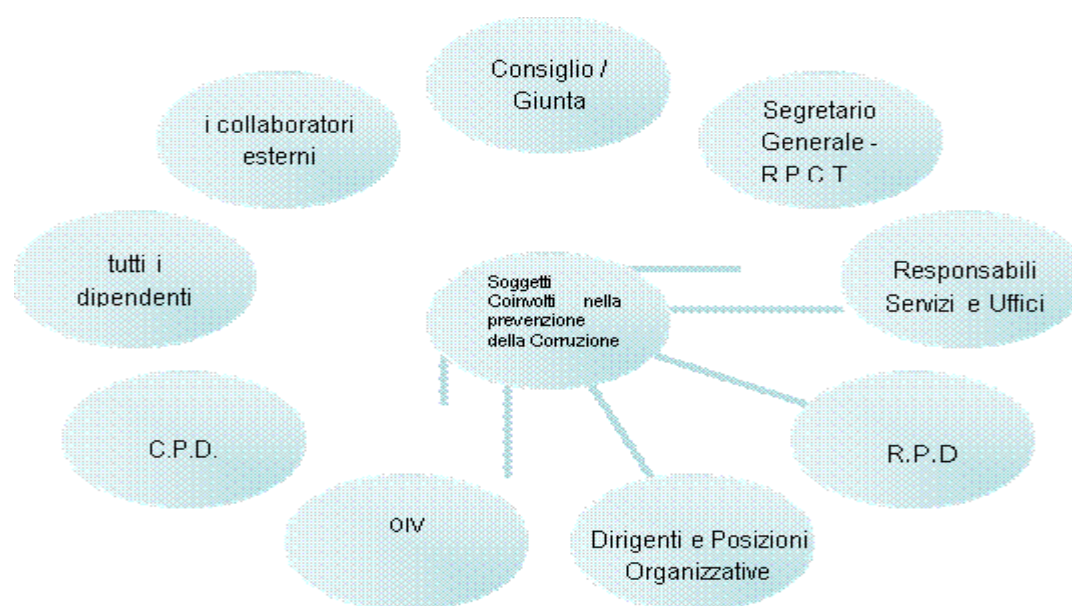 Consiglio /
Giunta
i collaboratori
esterni
Segretario
Generale -
R.P.C.T
tutti i
dipendenti
Soggetti
Coinvolti nella
prevenzione
della Corruzione
Responsabili
Servizi e Uffici
C.P.D.
R.P.D
OIV
Dirigenti e Posizioni
Organizzative